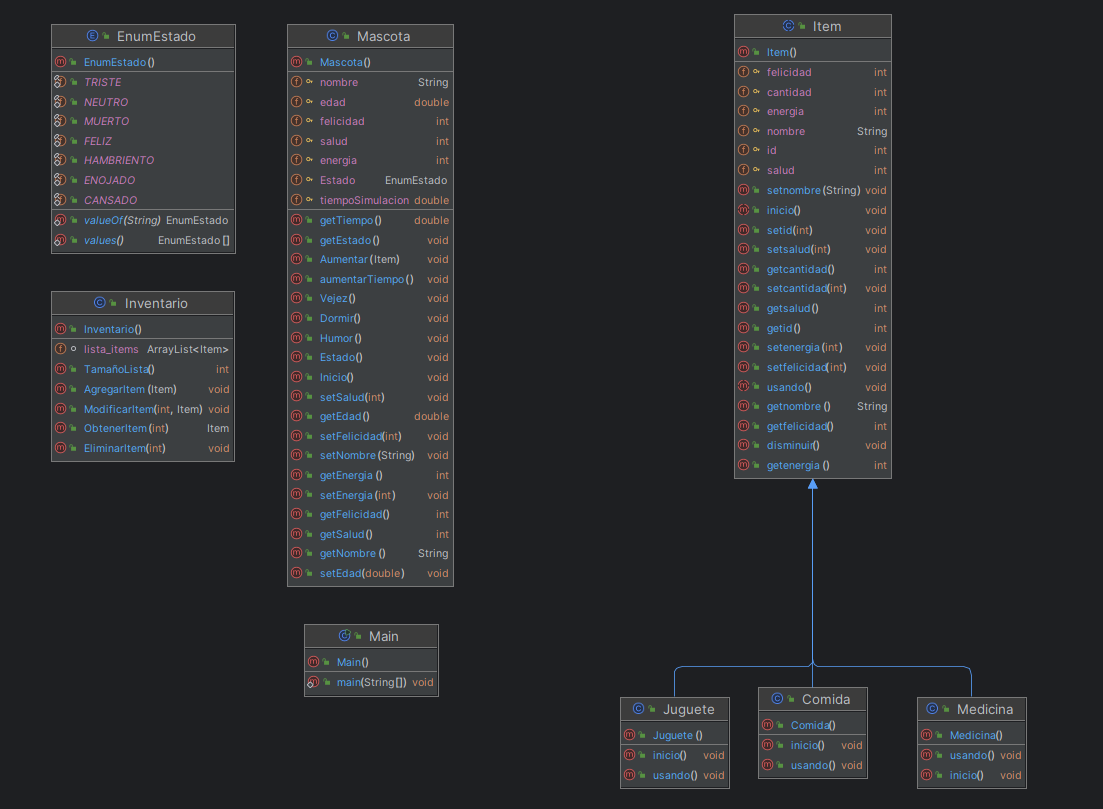 EnumEstado
EnumEstado()
TRISTE
NEUTRO
MUERTO
FELIZ
HAMBRIENTO
ENOJADO
CANSADO
valueOf(String) EnumEstado
values() EnumEstado[]
Inventario
Inventario()
lista_items ArrayList<Item>
TamañoLista() int
AgregarItem(Item) void
ModificarItem(int, Item) void
ObtenerItem(int) Item
EliminarItem(int) void
Mascota
Mascota()
nombre String
edad double
felicidad int
salud int
energia int
Estado EnumEstado
tiempoSimulacion double
getTiempo() double
getEstado() void
Aumentar(Item) void
aumentarTiempo() void
Vejez() void
Dormir() void
Humor() void
Estado() void
Inicio() void
setSalud(int) void
getEdad() double
setFelicidad(int) void
setNombre(String) void
getEnergia() int
setEnergia(int) void
getFelicidad() int
getSalud() int
getNombre() String
setEdad(double) void
Main
Main()
main(String[]) void
Item
Item()
felicidad int
cantidad int
energia int
nombre String
id int
salud int
setnombre(String) void
inicio() void
setid(int) void
setsalud(int) void
getcantidad() int
setcantidad(int) void
getsalud() int
getid() int
setenergia(int) void
setfelicidad(int) void
usando() void
getnombre() String
getfelicidad() int
disminuir() void
getenergia() int
Juguete
Juguete()
inicio() void
usando() void
Comida
Comida()
inicio() void
usando() void
Medicina
Medicina()
usando() void
inicio() void